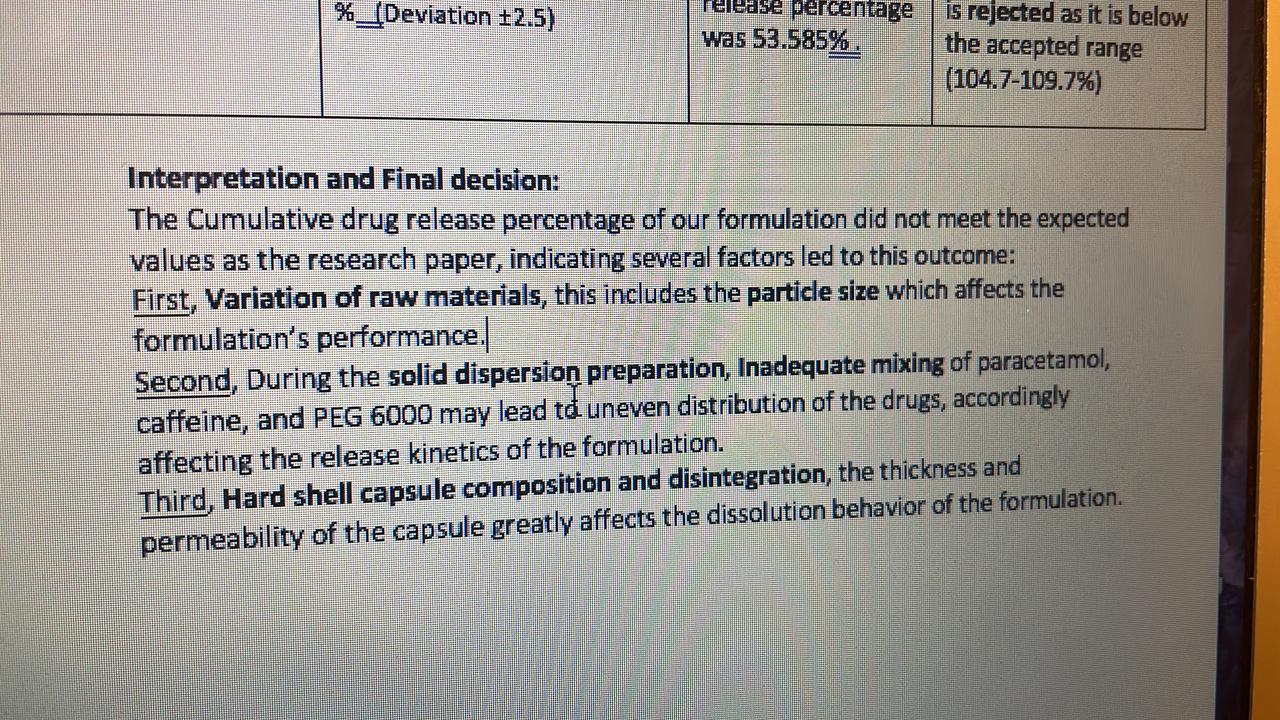 %  (Deviation ±2.5)
release percentage
was 53.585% .
is rejected as it is below
the accepted range
(104.7-109.7%)
Interpretation and Final decision:
The Cumulative drug release percentage of our formulation did not meet the expected
values as the research paper, indicating several factors led to this outcome:
First, Variation of raw materials, this includes the particle size which affects the
formulation's performance.
Second, During the solid dispersion preparation, Inadequate mixing of paracetamol,
caffeine, and PEG 6000 may lead to uneven distribution of the drugs, accordingly
affecting the release kinetics of the formulation.
Third, Hard shell capsule composition and disintegration, the thickness and
permeability of the capsule greatly affects the dissolution behavior of the formulation.